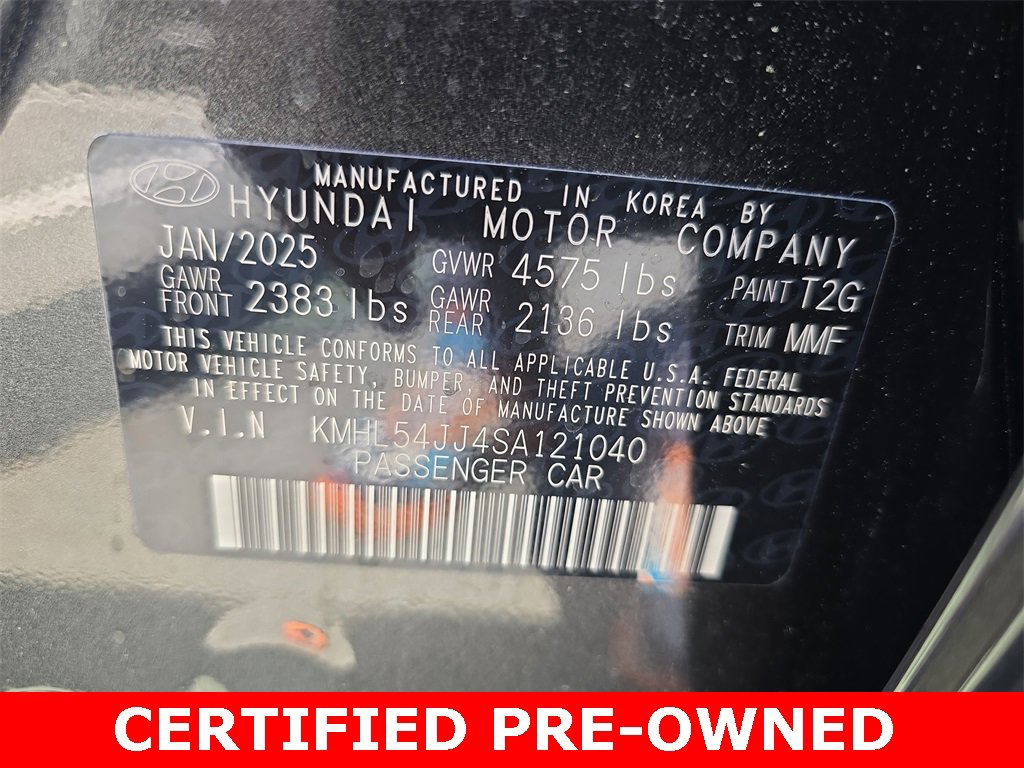 MANUFACTURED IN KOREA BY
HYUNDAI MOTOR COMPANY
JAN/2025 GVWR 4575 lbs PAINT T2G
GAWR FRONT 2383 lbs GAWR REAR 2136 lbs TRIM MMF
THIS VEHICLE CONFORMS TO ALL APPLICABLE U.S.A. FEDERAL
MOTOR VEHICLE SAFETY, BUMPER, AND THEFT PREVENTION STANDARDS
IN EFFECT ON THE DATE OF MANUFACTURE SHOWN ABOVE
V.I.N KMHL54JJ4SA121040
PASSENGER CAR
CERTIFIED PRE-OWNED